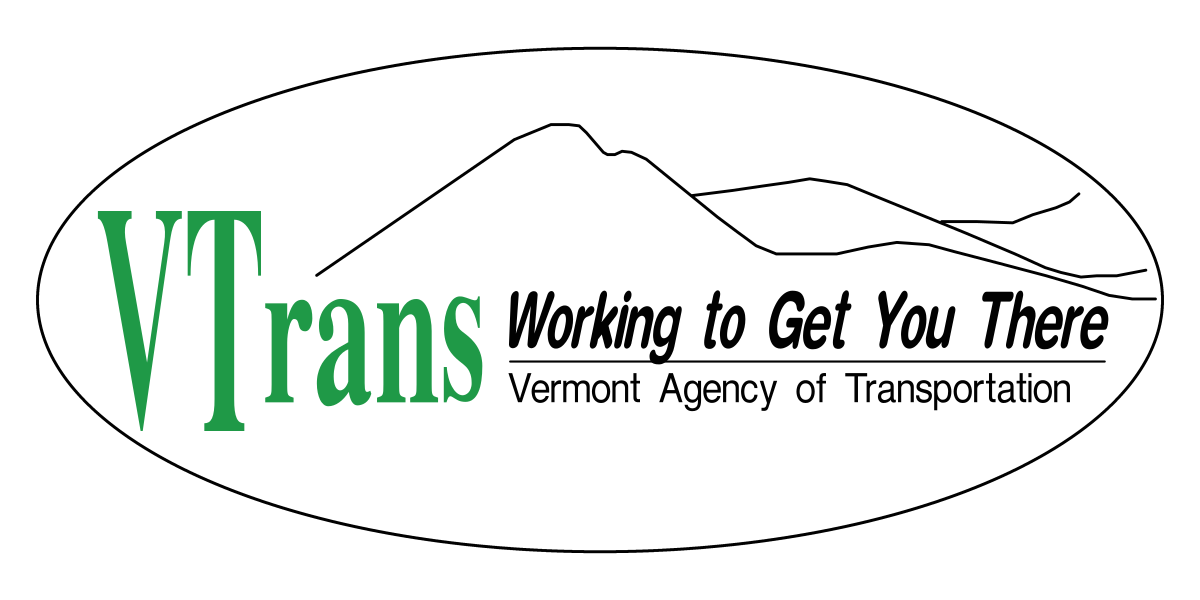 VTrans
Working to Get You There
Vermont Agency of Transportation